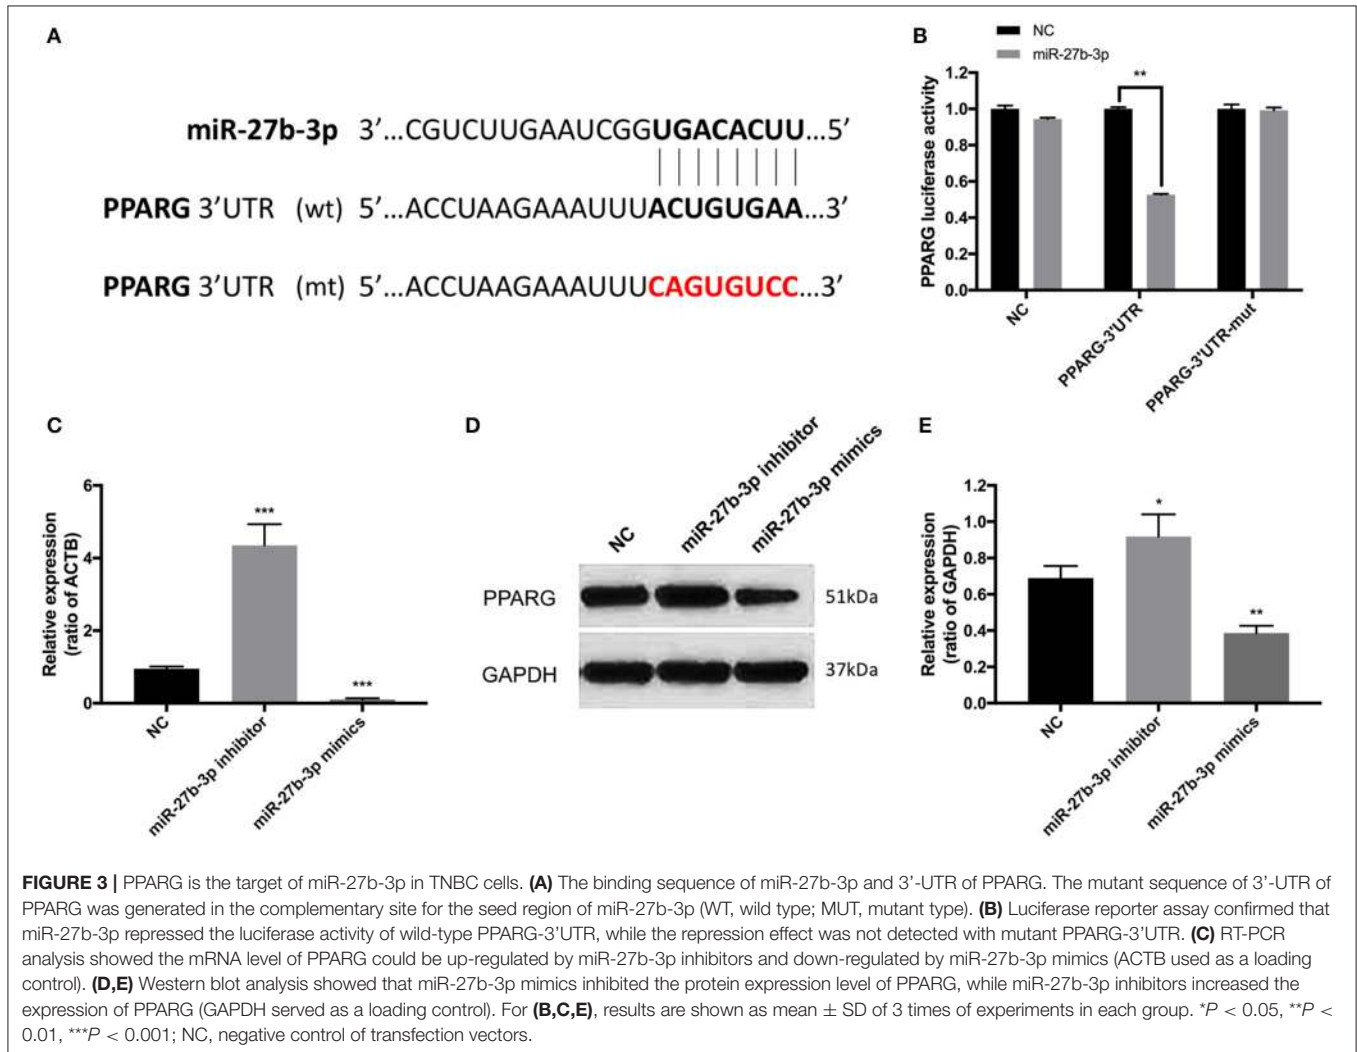 A
miR-27b-3p 3’...CGUCUUGAAUCGGUGACACUU...5’
PPARG 3’UTR (wt) 5’...ACCUAAGAAAUUUACUGUGAA...3’
PPARG 3’UTR (mt) 5’...ACCUAAGAAAUUUCAGUGUCC...3’
B
NC
miR-27b-3p
PPARG luciferase activity
1.2
1.0
0.8
0.6
0.4
0.2
0.0
**
NC
PPARG-3'UTR
PPARG-3'UTR-mut
C
Relative expression
(ratio of ACTB)
6
4
2
0
***
***
NC
miR-27b-3p inhibitor
miR-27b-3p mimics
D
NC
miR-27b-3p inhibitor
miR-27b-3p mimics
PPARG
51kDa
GAPDH
37kDa
E
Relative expression
(ratio of GAPDH)
1.2
1.0
0.8
0.6
0.4
0.2
0.0
*
**
NC
miR-27b-3p inhibitor
miR-27b-3p mimics
FIGURE 3 | PPARG is the target of miR-27b-3p in TNBC cells. (A) The binding sequence of miR-27b-3p and 3’-UTR of PPARG. The mutant sequence of 3’-UTR of
PPARG was generated in the complementary site for the seed region of miR-27b-3p (WT, wild type; MUT, mutant type). (B) Luciferase reporter assay confirmed that
miR-27b-3p repressed the luciferase activity of wild-type PPARG-3’UTR, while the repression effect was not detected with mutant PPARG-3’UTR. (C) RT-PCR
analysis showed the mRNA level of PPARG could be up-regulated by miR-27b-3p inhibitors and down-regulated by miR-27b-3p mimics (ACTB used as a loading
control). (D,E) Western blot analysis showed that miR-27b-3p mimics inhibited the protein expression level of PPARG, while miR-27b-3p inhibitors increased the
expression of PPARG (GAPDH served as a loading control). For (B,C,E), results are shown as mean ± SD of 3 times of experiments in each group. *P < 0.05, **P <
0.01, ***P < 0.001; NC, negative control of transfection vectors.